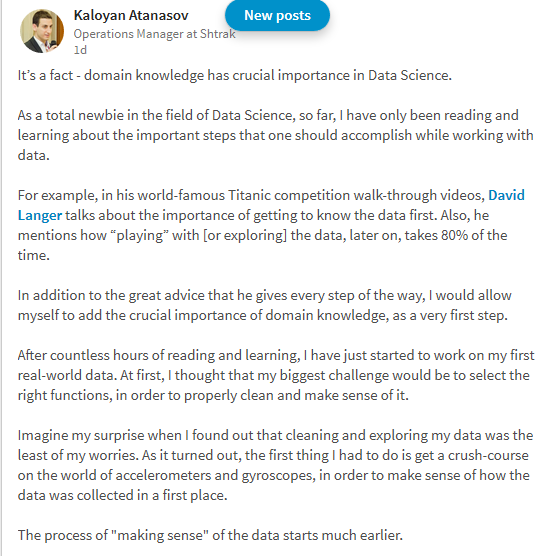 Kaloyan Atanasov
New posts
Operations Manager at Shtrak
1d
It's a fact - domain knowledge has crucial importance in Data Science.
As a total newbie in the field of Data Science, so far, I have only been reading and
learning about the important steps that one should accomplish while working with
data.
For example, in his world-famous Titanic competition walk-through videos, David
Langer talks about the importance of getting to know the data first. Also, he
mentions how “playing” with [or exploring] the data, later on, takes 80% of the
time.
In addition to the great advice that he gives every step of the way, I would allow
myself to add the crucial importance of domain knowledge, as a very first step.
After countless hours of reading and learning, I have just started to work on my first
real-world data. At first, I thought that my biggest challenge would be to select the
right functions, in order to properly clean and make sense of it.
Imagine my surprise when I found out that cleaning and exploring my data was the
least of my worries. As it turned out, the first thing I had to do is get a crush-course
on the world of accelerometers and gyroscopes, in order to make sense of how the
data was collected in a first place.
The process of "making sense" of the data starts much earlier.